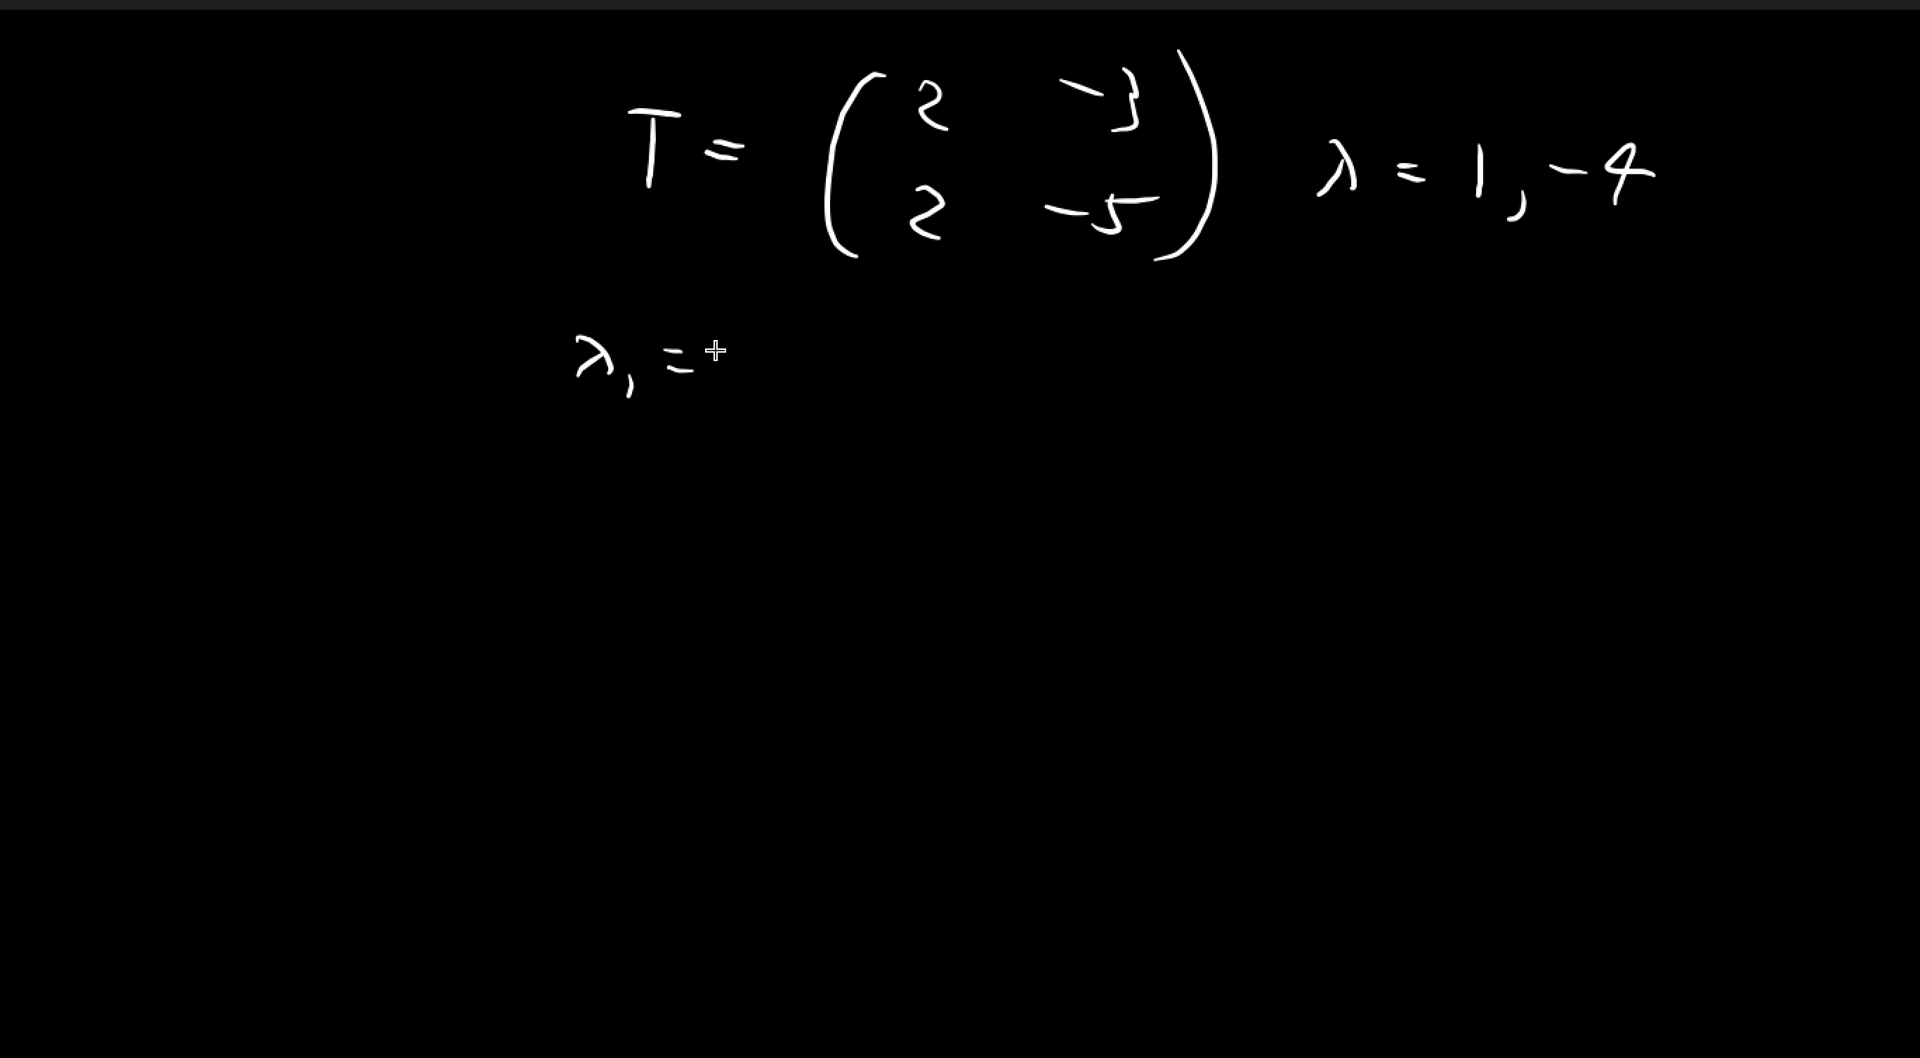 T = ( 2 -3 2 -5 ) λ = 1, -4
λ₁ =